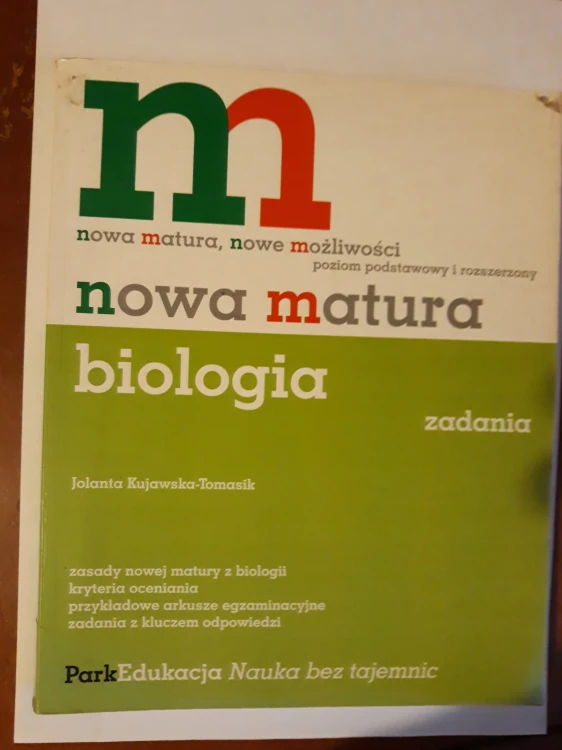 m
nowa matura, nowe możliwości
poziom podstawowy i rozszerzony
nowa matura
biologia
zadania
Jolanta Kujawska-Tomasik
zasady nowej matury z biologii
kryteria oceniania
przykładowe arkusze egzaminacyjne
zadania z kluczem odpowiedzi
ParkEdukacja Nauka bez tajemnic